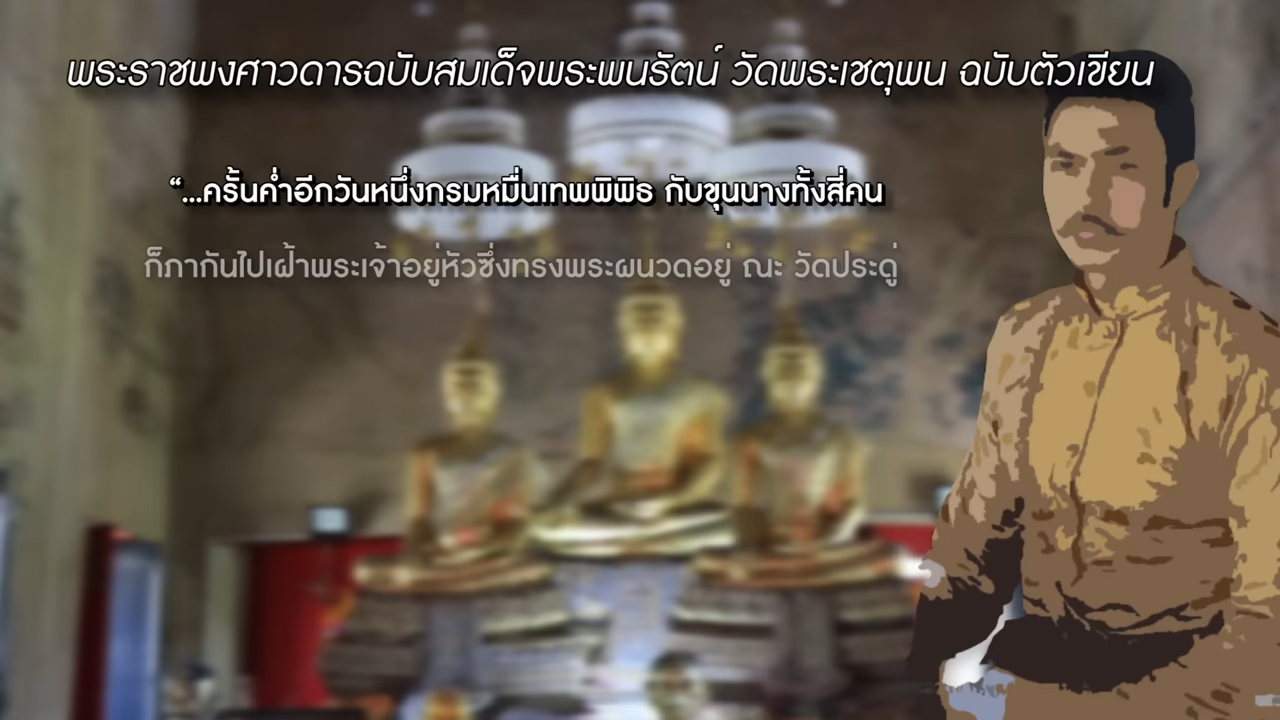 พระราชพงศาวดารฉบับสมเด็จพระพนรัตน์ วัดพระเชตุพน ฉบับตัวเขียน
“...ครั้นค่ำอีกวันหนึ่งกรมหมื่นเทพพิพิธ กับขุนนางทั้งสี่คน
ก็ภากันไปเฝ้าพระเจ้าอยู่หัวซึ่งทรงพระผนวดอยู่ ณะ วัดประดู่